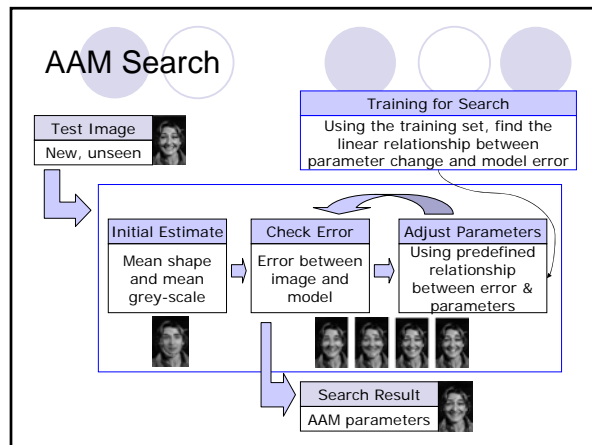 AAM Search
Training for Search
Using the training set, find the
linear relationship between
parameter change and model error
Test Image
New, unseen
Initial Estimate
Mean shape
and mean
grey-scale
Check Error
Error between
image and
model
Adjust Parameters
Using predefined
relationship
between error &
parameters
Search Result
AAM parameters